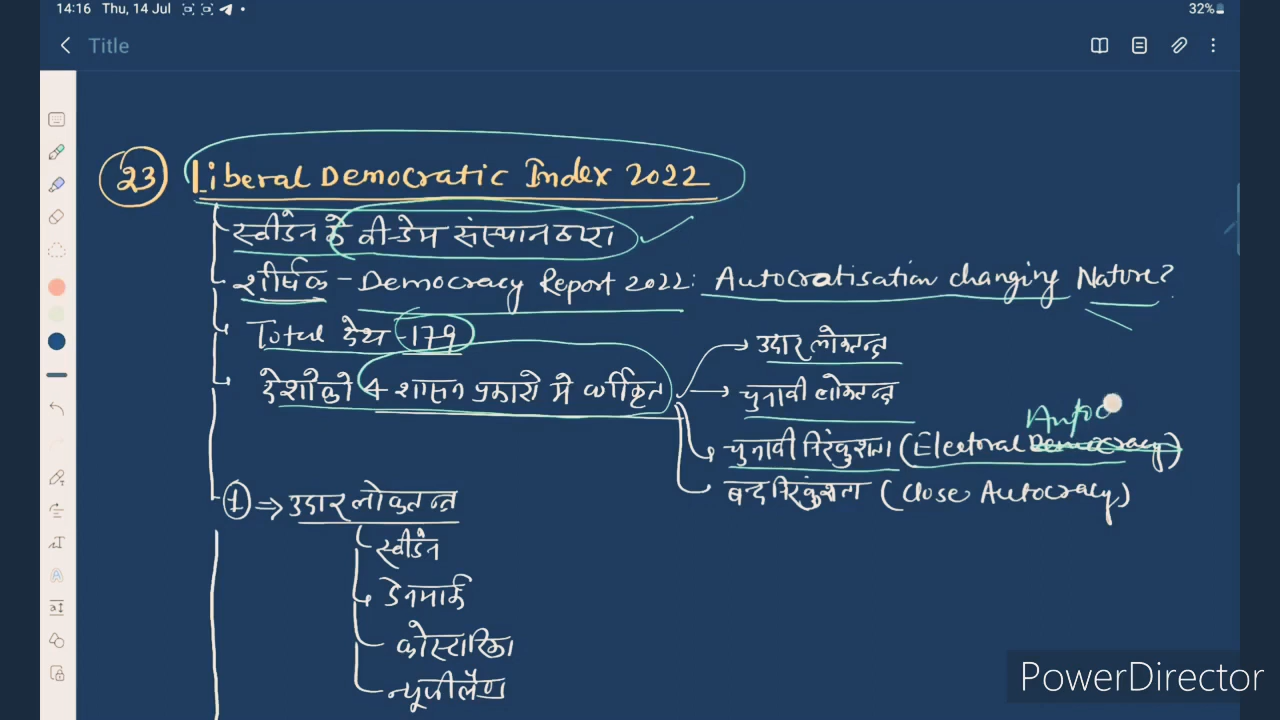 14:16 Thu, 14 Jul 32%
Title
23 Liberal Democratic Index 2022
स्वीडेन के वी-डेम संस्थान द्वारा
शीर्षक - Democracy Report 2022: Autocratisation changing Nature?
Total देश - 179
देशों को 4 शासन प्रकारो मे वर्गीकृत
उदार लोकतन्त्र
चुनावी लोकतन्त्र
Autoc
चुनावी निरंकुशता (Electoral Democracy)
बन्द निरंकुशता (Close Autocracy)
1 ⇒ उदार लोकतन्त्र
स्वीडेन
डेनमार्क
कोस्टारिका
न्यूजीलैण्ड
PowerDirector